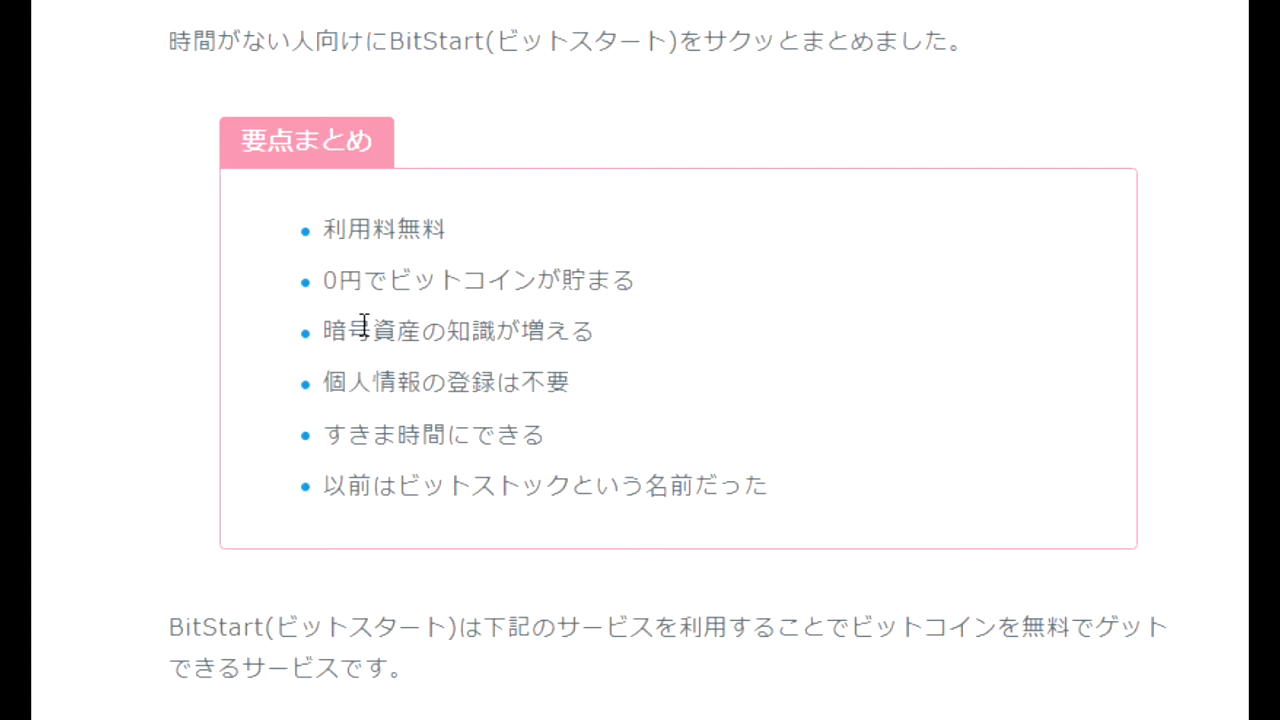 時間がない人向けにBitStart(ビットスタート)をサクッとまとめました。
要点まとめ
利用料無料
0円でビットコインが貯まる
暗号資産の知識が増える
個人情報の登録は不要
すきま時間にできる
以前はビットストックという名前だった
BitStart(ビットスタート)は下記のサービスを利用することでビットコインを無料でゲット
できるサービスです。